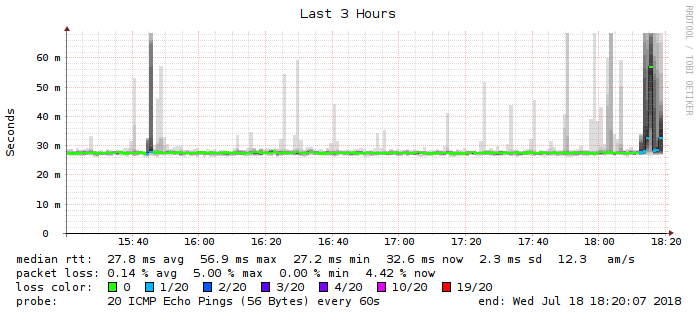 Last 3 Hours
RRDTOOL / TOBI OETIKER
Seconds
60 m
50 m
40 m
30 m
20 m
10 m
0
15:40 16:00 16:20 16:40 17:00 17:20 17:40 18:00 18:20
median rtt: 27.8 ms avg 56.9 ms max 27.2 ms min 32.6 ms now 2.3 ms sd 12.3 am/s
packet loss: 0.14 % avg 5.00 % max 0.00 % min 4.42 % now
loss color: 0 1/20 2/20 3/20 4/20 10/20 19/20
probe: 20 ICMP Echo Pings (56 Bytes) every 60s end: Wed Jul 18 18:20:07 2018